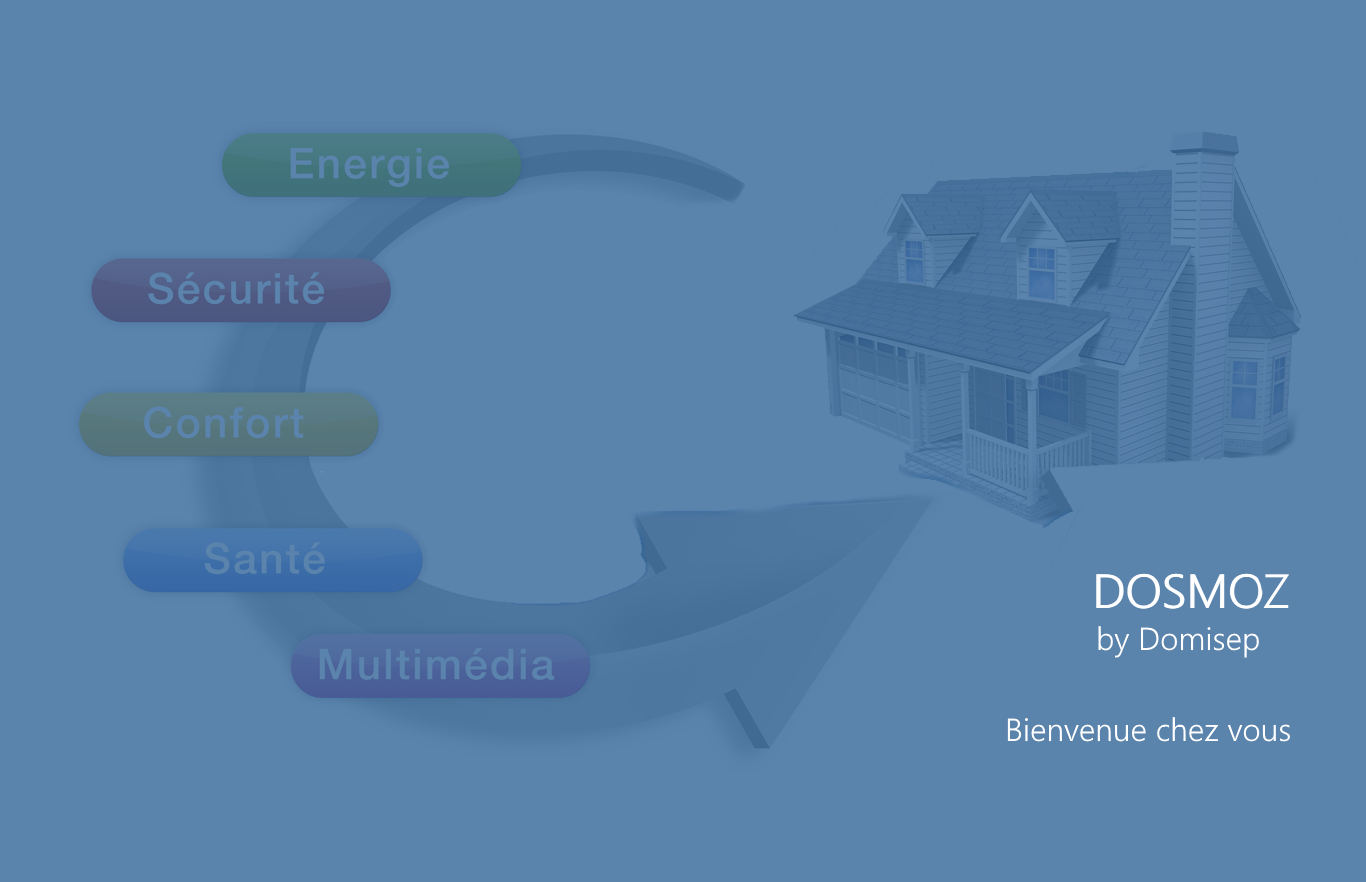 Energie
Sécurité
Confort
Santé
Multimédia
DOSMOZ
by Domisep
Bienvenue chez vous